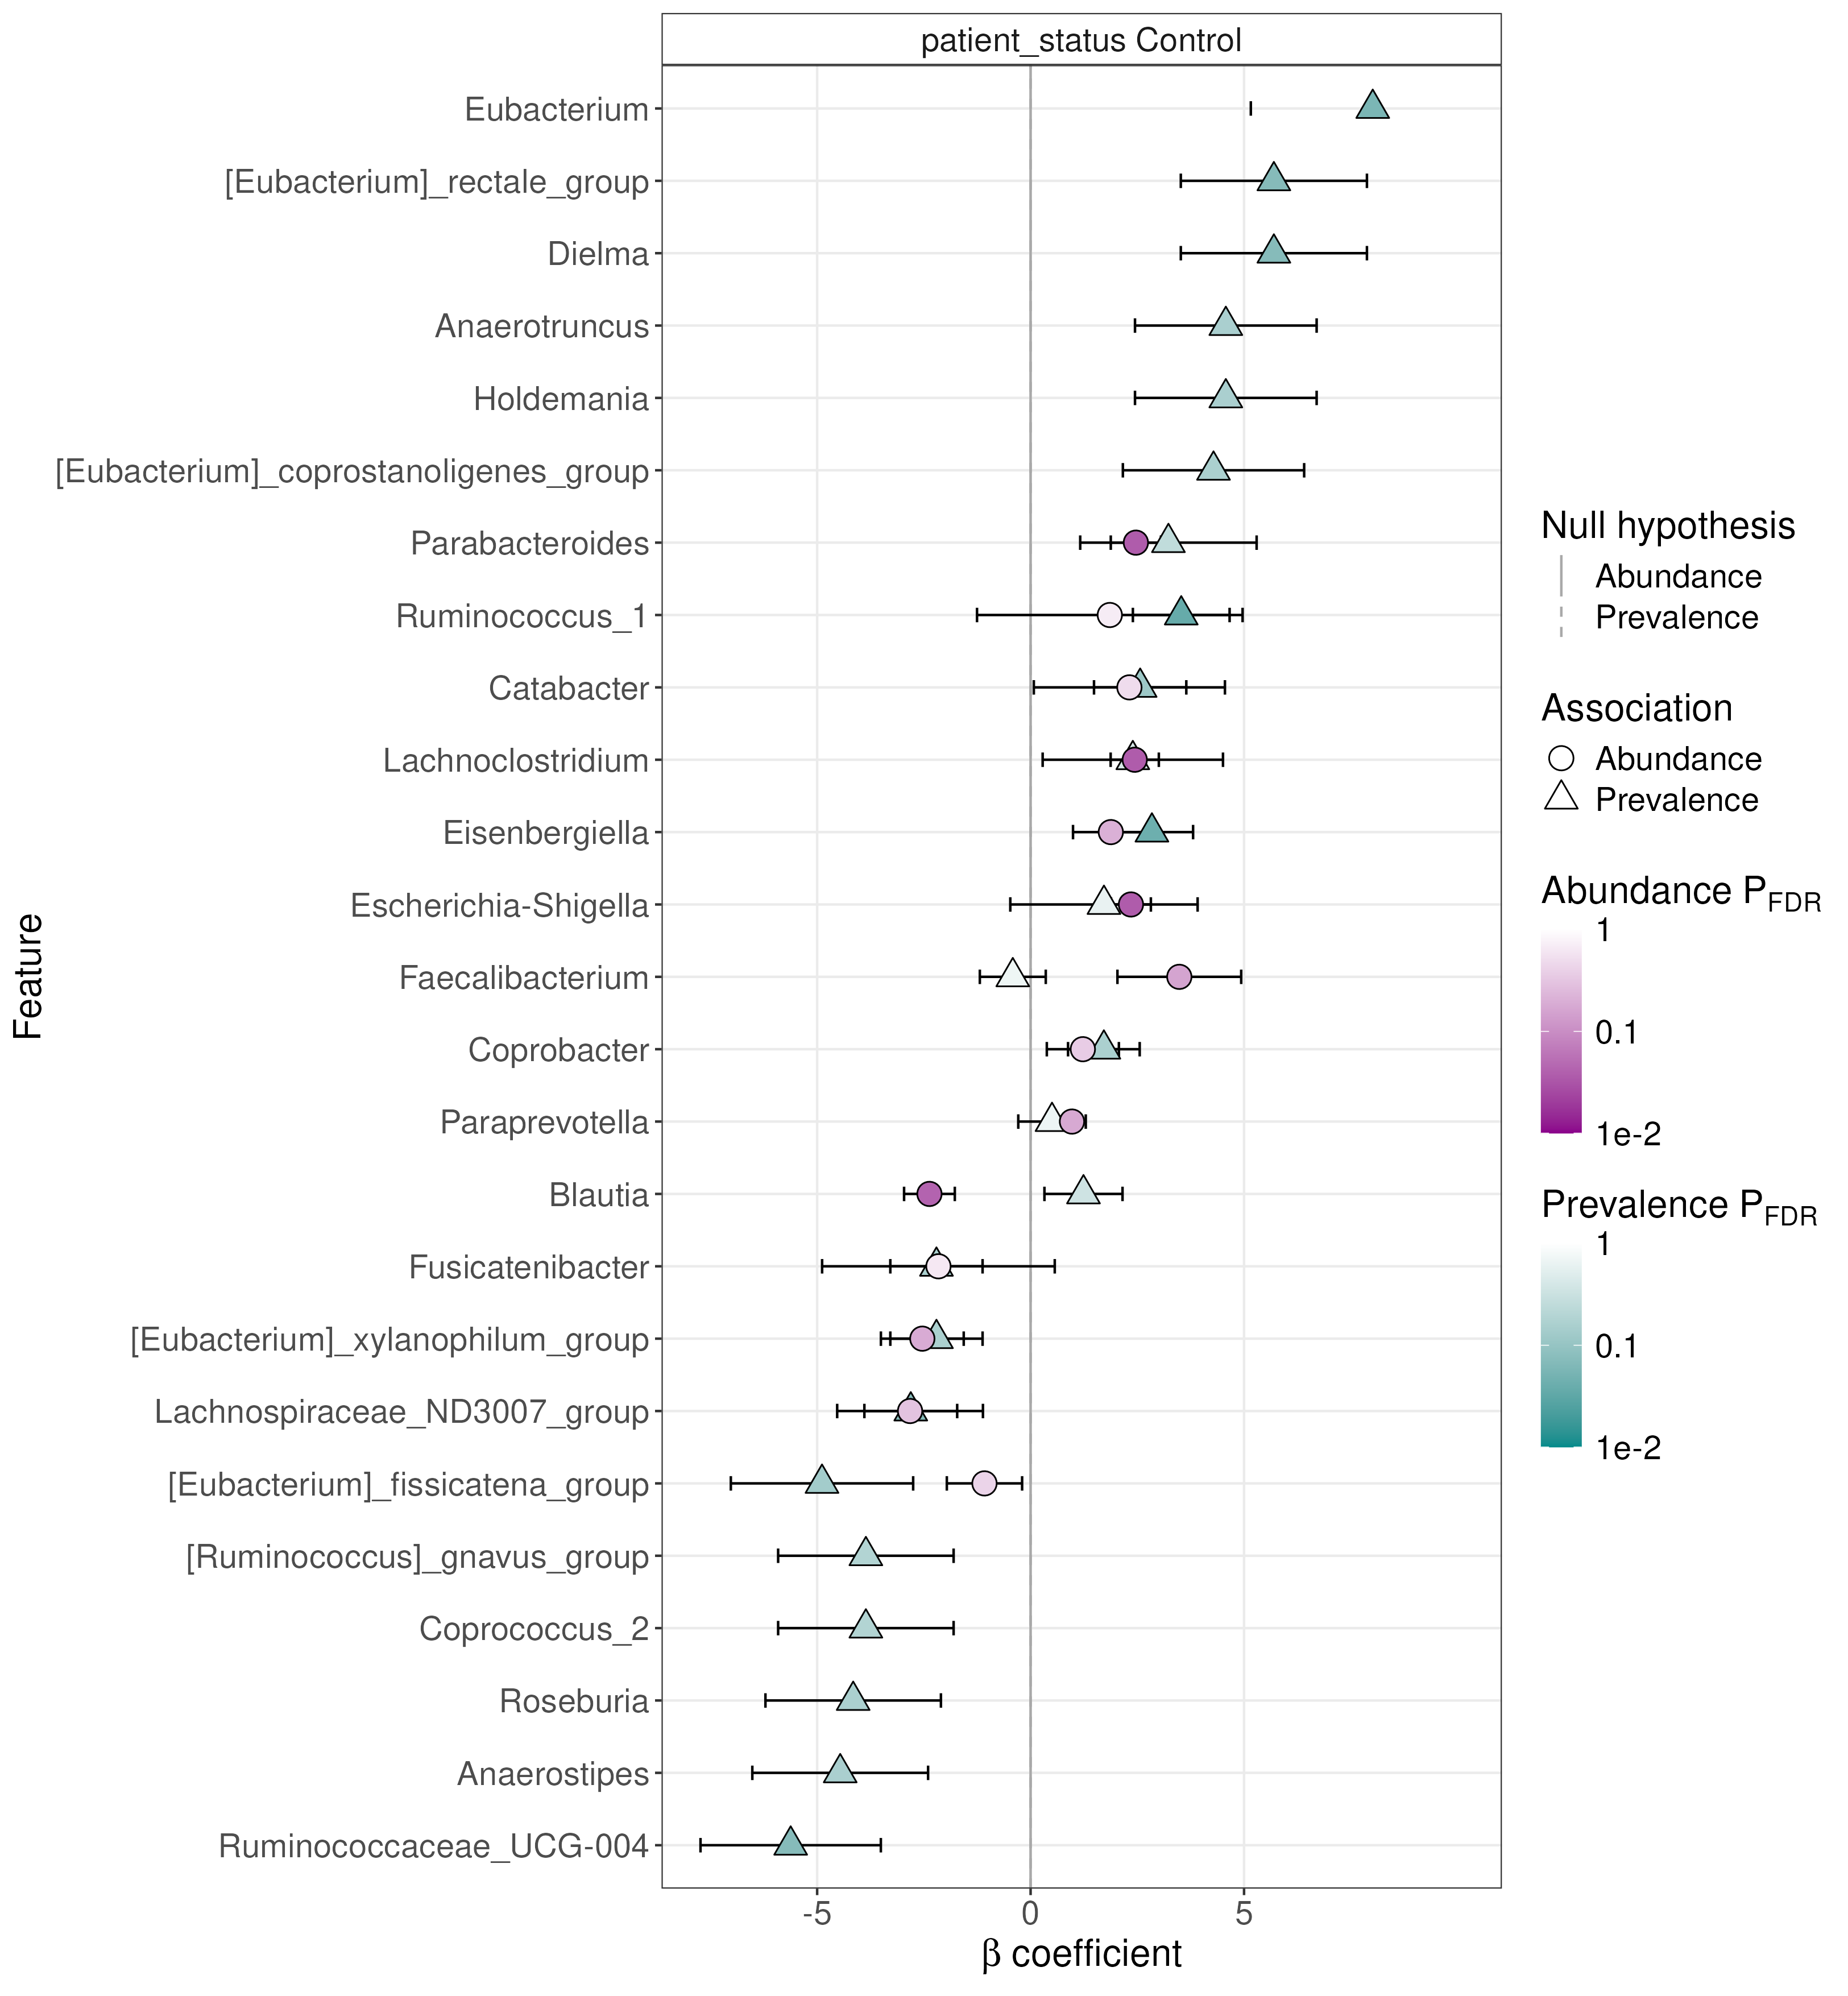 patient_status Control
Eubacterium
[Eubacterium]_rectale_group
Dielma
Anaerotruncus
Holdemania
[Eubacterium]_coprostanoligenes_group
Parabacteroides
Ruminococcus_1
Catabacter
Lachnoclostridium
Eisenbergiella
Escherichia-Shigella
Faecalibacterium
Coprobacter
Paraprevotella
Blautia
Fusicatenibacter
[Eubacterium]_xylanophilum_group
Lachnospiraceae_ND3007_group
[Eubacterium]_fissicatena_group
[Ruminococcus]_gnavus_group
Coprococcus_2
Roseburia
Anaerostipes
Ruminococcaceae_UCG-004
Feature
-5 0 5
β coefficient
Null hypothesis
Abundance
Prevalence
Association
Abundance
Prevalence
Abundance PFDR
1
0.1
1e-2
Prevalence PFDR
1
0.1
1e-2